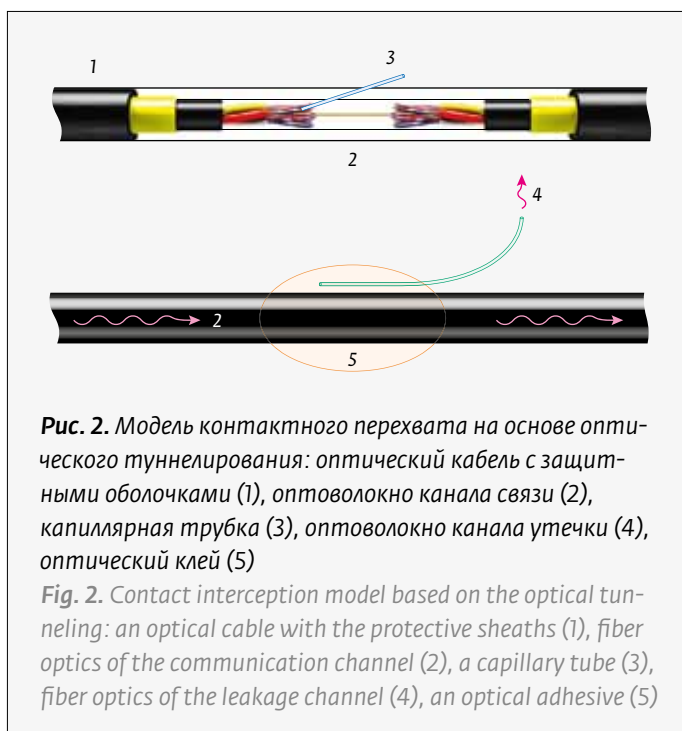 3
1
2
4
2
5
Рис. 2. Модель контактного перехвата на основе опти-
ческого туннелирования: оптический кабель с защит-
ными оболочками (1), оптоволокно канала связи (2),
капиллярная трубка (3), оптоволокно канала утечки (4),
оптический клей (5)
Fig. 2. Contact interception model based on the optical tun-
neling: an optical cable with the protective sheaths (1), fiber
optics of the communication channel (2), a capillary tube (3),
fiber optics of the leakage channel (4), an optical adhesive (5)